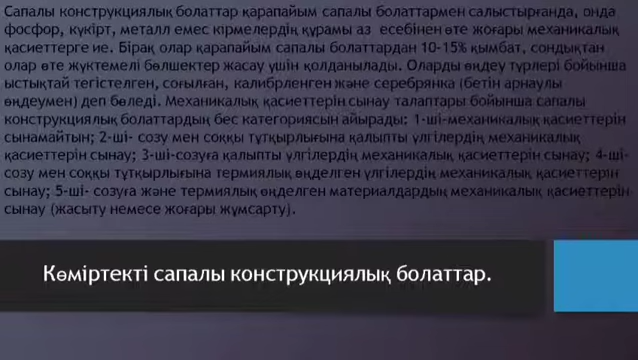 Сапалы конструкциялық болаттар қарапайым сапалы болаттармен салыстырғанда, онда
фосфор, күкірт, металл емес кірмелердің құрамы аз  есебінен өте жоғары механикалық
қасиеттерге ие. Бірақ олар қарапайым сапалы болаттардан 10-15% қымбат, сондықтан
олар өте жүктемелі бөлшектер жасау үшін қолданылады. Оларды өңдеу түрлері бойынша
ыстықтай тегістелген, соғылған, калибрленген және серебрянка (бетін арнаулы
өңдеумен) деп бөледі. Механикалық қасиеттерін сынау талаптары бойынша сапалы
конструкциялық болаттардың бес категориясын айырады: 1-ші-механикалық қасиеттерін
сынамайтын; 2-ші- созу мен соққы тұтқырлығына қалыпты үлгілердің механикалық
қасиеттерін сынау; 3-ші-созуға қалыпты үлгілердің механикалық қасиеттерін сынау; 4-ші-
созу мен соққы тұтқырлығына термиялық өңделген үлгілердің механикалық қасиеттерін
сынау; 5-ші- созуға және термиялық өңделген материалдардың механикалық қасиеттерін
сынау (жасыту немесе жоғары жұмсарту).
Көміртекті сапалы конструкциялық болаттар.